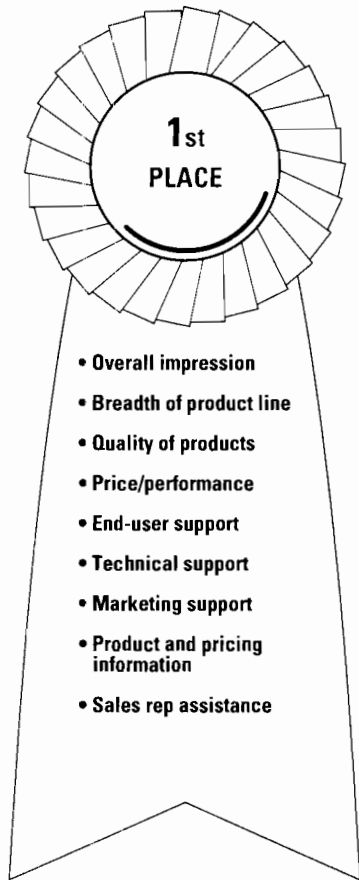 1st
PLACE
• Overall impression
• Breadth of product line
• Quality of products
• Price/performance
• End-user support
• Technical support
• Marketing support
• Product and pricing
information
• Sales rep assistance